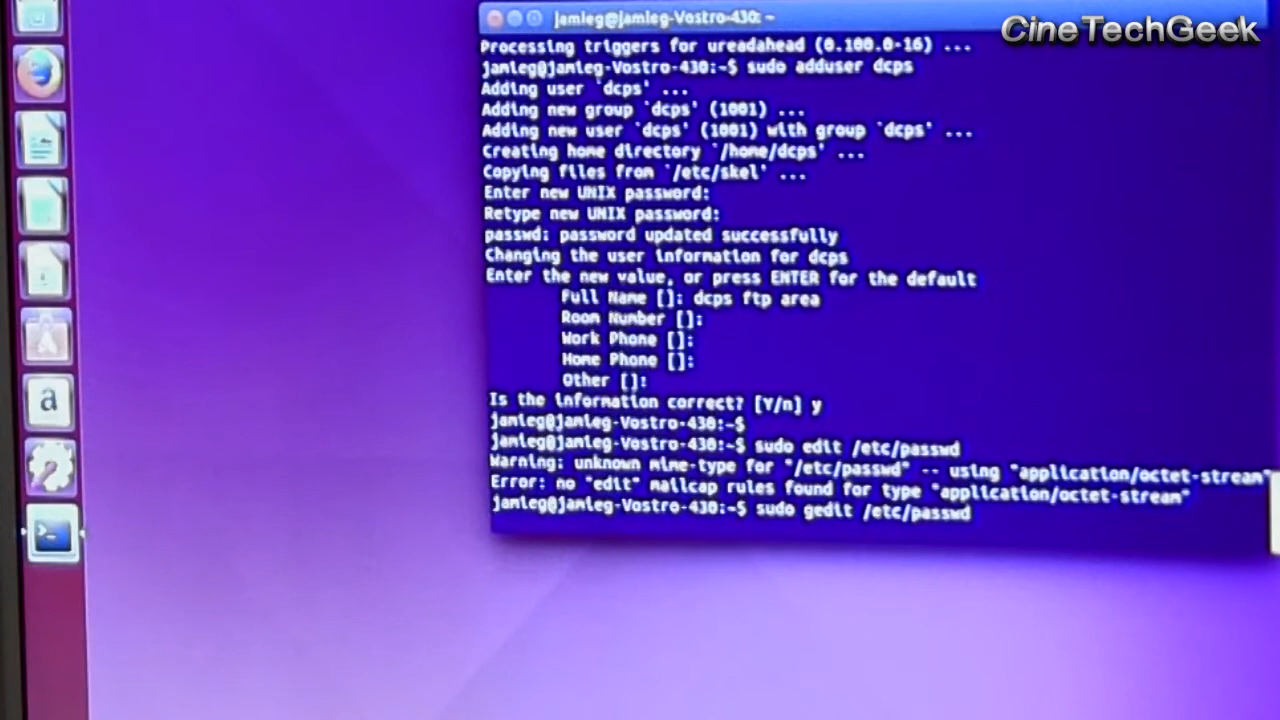 jamieg@jamieg-Vostro-430: ~
CineTechGeek
Processing triggers for ureadahead (0.100.0-16) ...
jamieg@jamieg-Vostro-430:~$ sudo adduser dcps
Adding user `dcps' ...
Adding new group `dcps' (1001) ...
Adding new user `dcps' (1001) with group `dcps' ...
Creating home directory `/home/dcps' ...
Copying files from `/etc/skel' ...
Enter new UNIX password:
Retype new UNIX password:
passwd: password updated successfully
Changing the user information for dcps
Enter the new value, or press ENTER for the default
Full Name []: dcps ftp area
Room Number []:
Work Phone []:
Home Phone []:
Other []:
Is the information correct? [Y/n] y
jamieg@jamieg-Vostro-430:~$
jamieg@jamieg-Vostro-430:~$ sudo edit /etc/passwd
Warning: unknown mime-type for "/etc/passwd" -- using "application/octet-stream"
Error: no "edit" mailcap rules found for type "application/octet-stream"
jamieg@jamieg-Vostro-430:~$ sudo gedit /etc/passwd
a